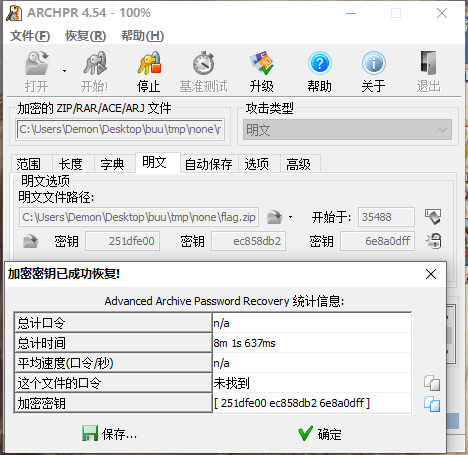 ARCHPR 4.54 - 100%
文件(F) 恢复(R) 帮助(H)
打开 开始! 停止 基准测试 升级 帮助 关于 退出
加密的 ZIP/RAR/ACE/ARJ 文件 攻击类型
C:\Users\Demon\Desktop\buu\tmp\none\r 明文
范围 长度 字典 明文 自动保存 选项 高级
明文选项
明文文件路径:
C:\Users\Demon\Desktop\buu\tmp\none\flag.zip 开始于: 35488
密钥 251dfe00 密钥 ec858db2 密钥 6e8a0dff
加密密钥已成功恢复!
Advanced Archive Password Recovery 统计信息:
总计口令 n/a
总计时间 8m 1s 637ms
平均速度(口令/秒) n/a
这个文件的口令 未找到
加密密钥 [ 251dfe00 ec858db2 6e8a0dff ]
保存... 确定